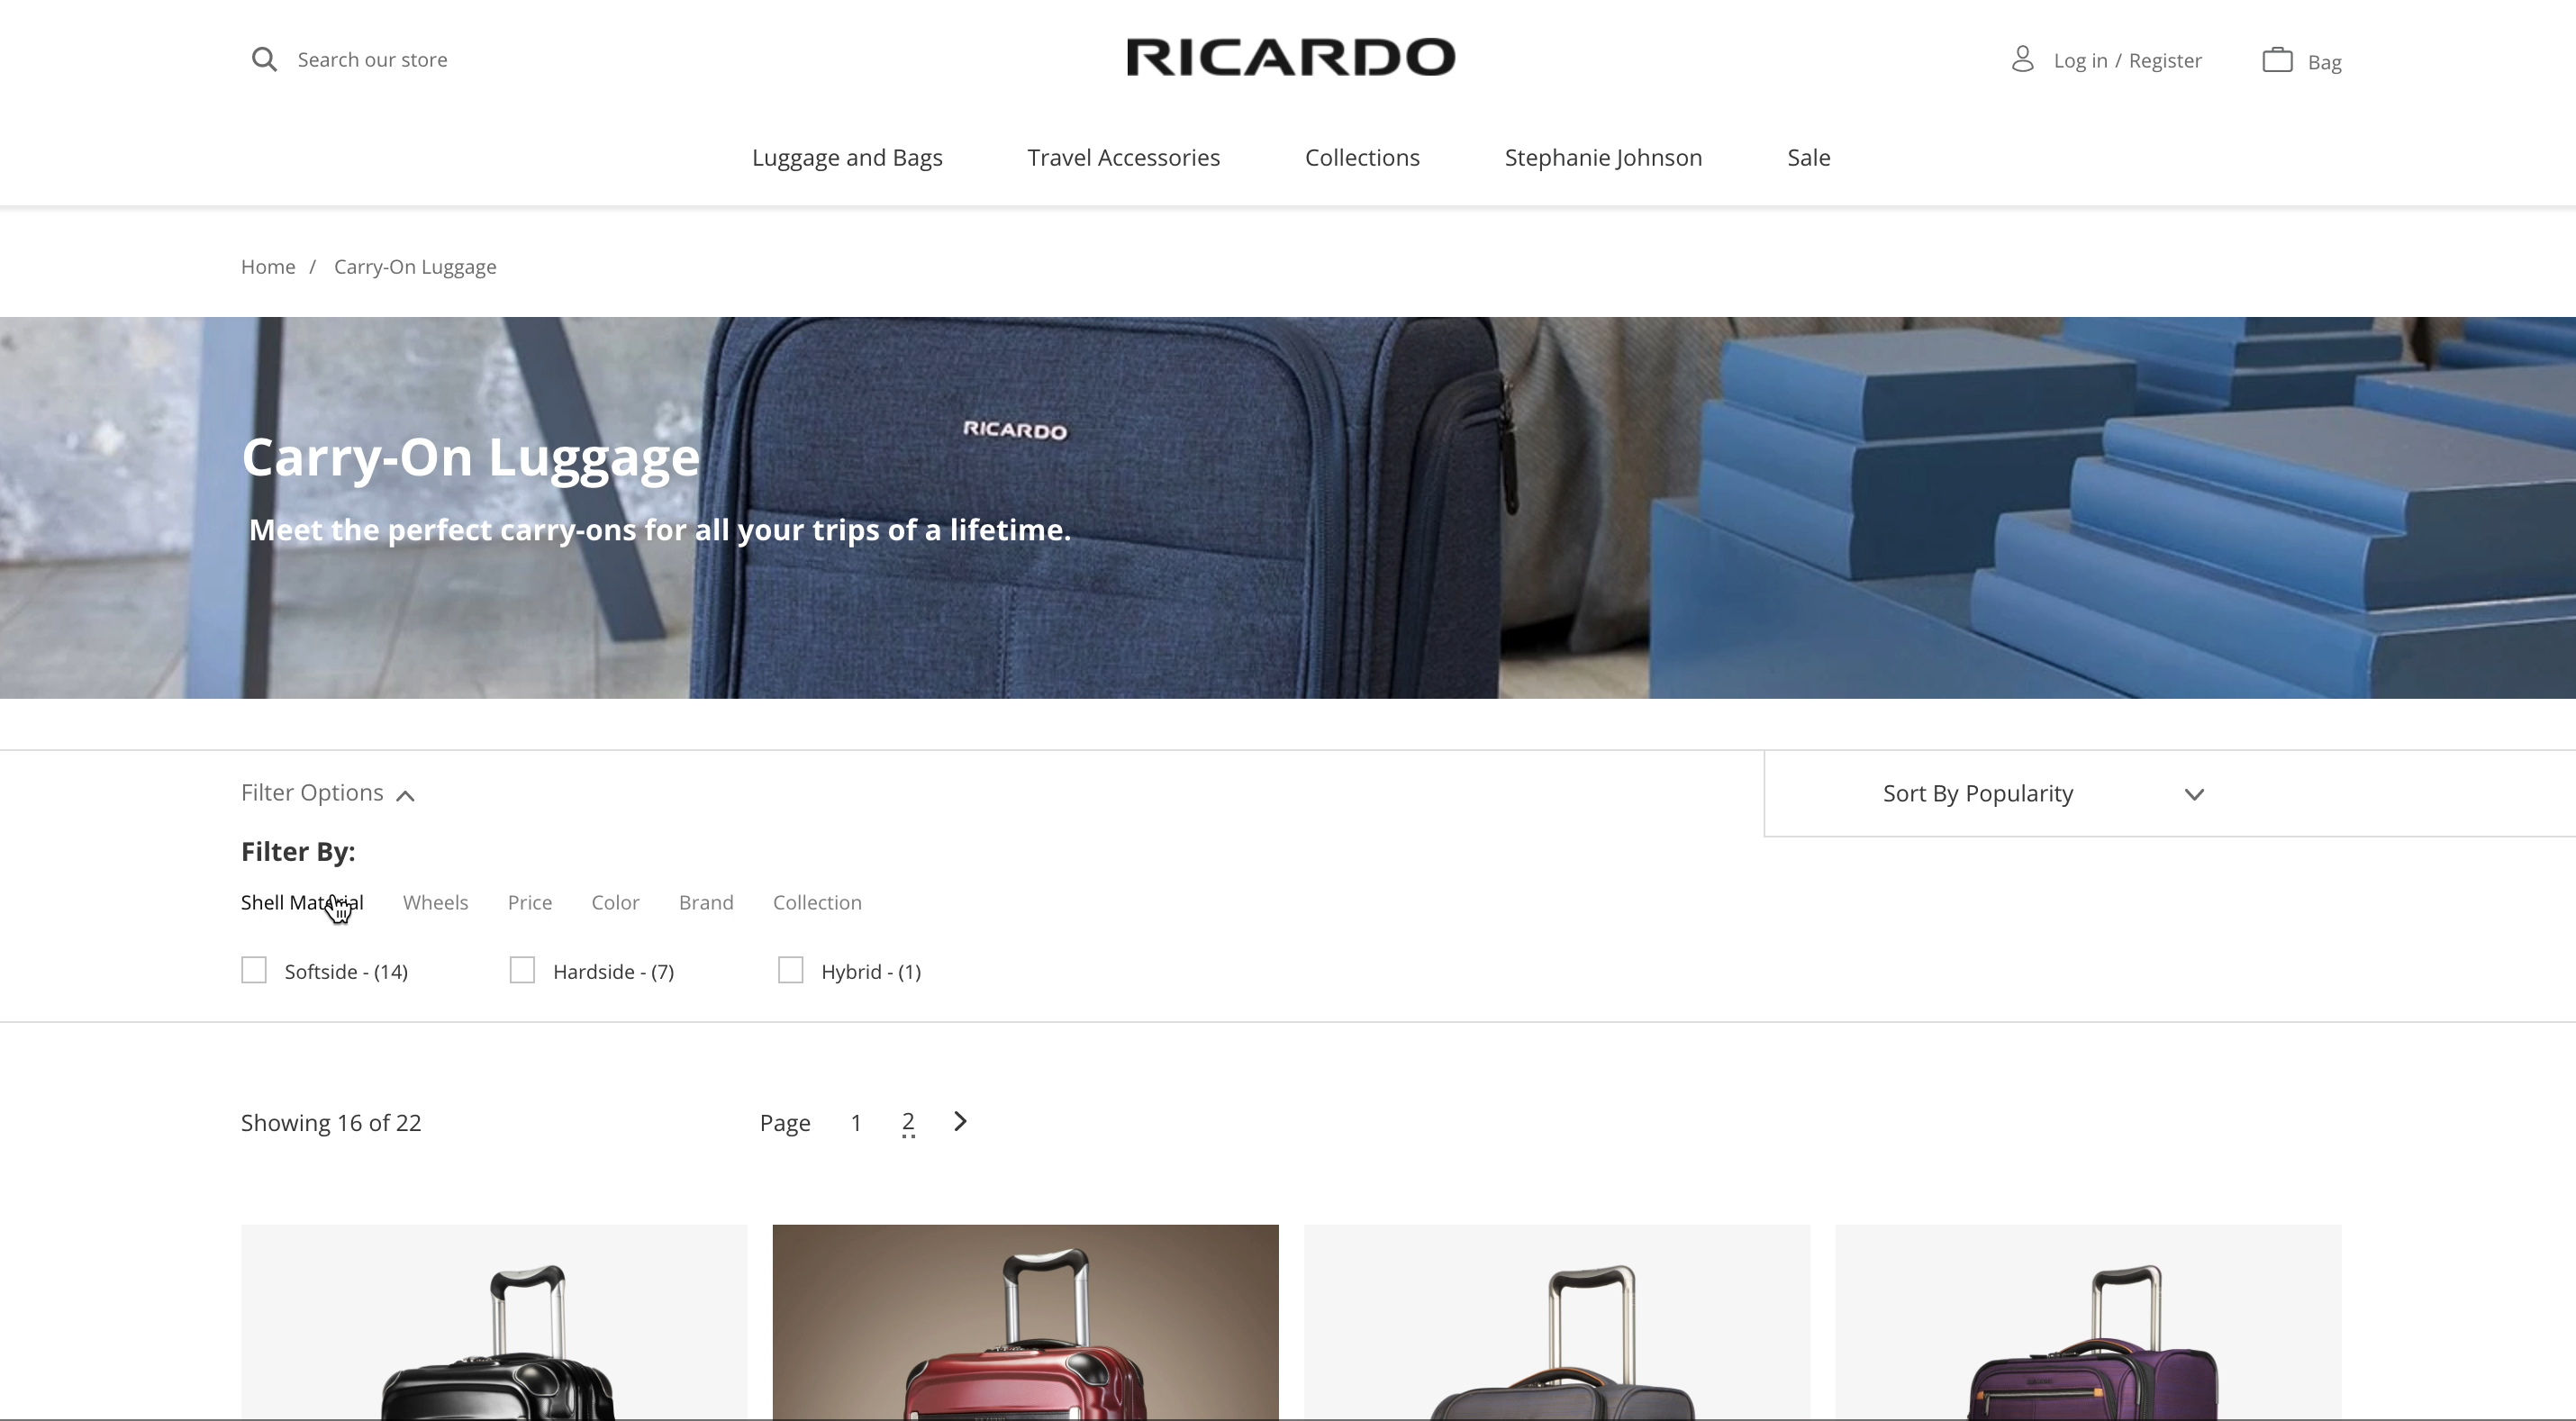 Search our store
RICARDO
Log in / Register
Bag
Luggage and Bags
Travel Accessories
Collections
Stephanie Johnson
Sale
Home / Carry-On Luggage
RICARDO
Carry-On Luggage
Meet the perfect carry-ons for all your trips of a lifetime.
Filter Options
Sort By Popularity
Filter By:
Shell Material
Wheels
Price
Color
Brand
Collection
Softside - (14)
Hardside - (7)
Hybrid - (1)
Showing 16 of 22
Page 1 2